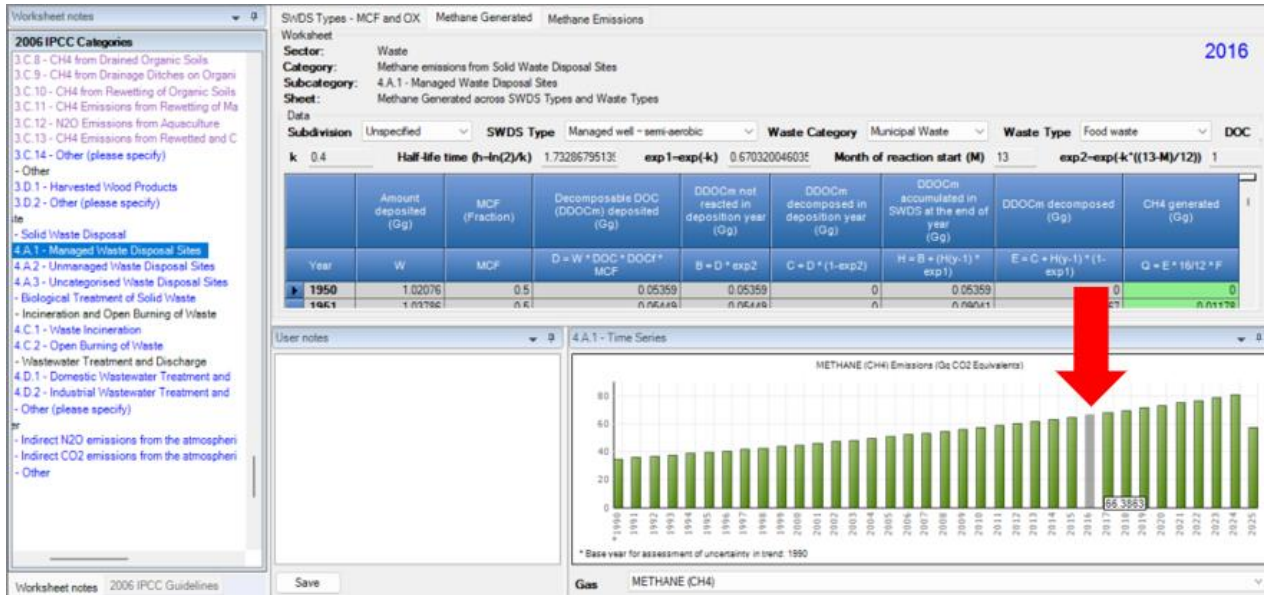 Worksheet notes
2006 IPCC Categories
3.C.8 - CH4 from Drained Organic Soils
3.C.9 - CH4 from Drainage Ditches on Organi
3.C.10 - CH4 from Rewetting of Organic Soils
3.C.11 - CH4 Emissions from Rewetting of Ma
3.C.12 - N2O Emissions from Aquaculture
3.C.13 - CH4 Emissions from Rewetted and C
3.C.14 - Other (please specify)
- Other
3.D.1 - Harvested Wood Products
3.D.2 - Other (please specify)
ste
- Solid Waste Disposal
4.A.1 - Managed Waste Disposal Sites
4.A.2 - Unmanaged Waste Disposal Sites
4.A.3 - Uncategorised Waste Disposal Sites
- Biological Treatment of Solid Waste
- Incineration and Open Burning of Waste
4.C.1 - Waste Incineration
4.C.2 - Open Burning of Waste
- Wastewater Treatment and Discharge
4.D.1 - Domestic Wastewater Treatment and
4.D.2 - Industrial Wastewater Treatment and
- Other (please specify)
er
- Indirect N2O emissions from the atmospheri
- Indirect CO2 emissions from the atmospheri
- Other
Worksheet notes 2006 IPCC Guidelines
SWDS Types - MCF and OX Methane Generated Methane Emissions
Worksheet
2016
Sector: Waste
Category: Methane emissions from Solid Waste Disposal Sites
Subcategory: 4.A.1 - Managed Waste Disposal Sites
Sheet: Methane Generated across SWDS Types and Waste Types
Data
Subdivision Unspecified SWDS Type Managed well – semi-aerobic Waste Category Municipal Waste Waste Type Food waste DOC
k 0.4 Half-life time (h=ln(2)/k) 1.7328679513 exp1=exp(-k) 0.670320046035 Month of reaction start (M) 13 exp2=exp(-k*((13-M)/12)) 1
Amount deposited (Gg) MCF (Fraction) Decomposable DOC (DDOCm) deposited (Gg) DDOCm not reacted in deposition year (Gg) DDOCm decomposed in deposition year (Gg) DDOCm accumulated in SWDS at the end of year (Gg) DDOCm decomposed (Gg) CH4 generated (Gg)
Year W MCF D = W * DOC * DOCf * MCF B = D * exp2 C = D * (1-exp2) H = B + (H(y-1) * exp1) E = C + H(y-1) * (1-exp1) Q = E * 16/12 * F
1950 1.02076 0.5 0.05359 0.05359 0 0.05359 0 0
1951 1.03786 0.5 0.05449 0.05449 0 0.09041 0.01178
User notes
Save
4.A.1 - Time Series
METHANE (CH4) Emissions (Gg CO2 Equivalents)
80
60
40
20
0
66.3863
*1990 1991 1992 1993 1994 1995 1996 1997 1998 1999 2000 2001 2002 2003 2004 2005 2006 2007 2008 2009 2010 2011 2012 2013 2014 2015 2016 2017 2018 2019 2020 2021 2022 2023 2024 2025
* Base year for assessment of uncertainty in trend: 1990
Gas METHANE (CH4)